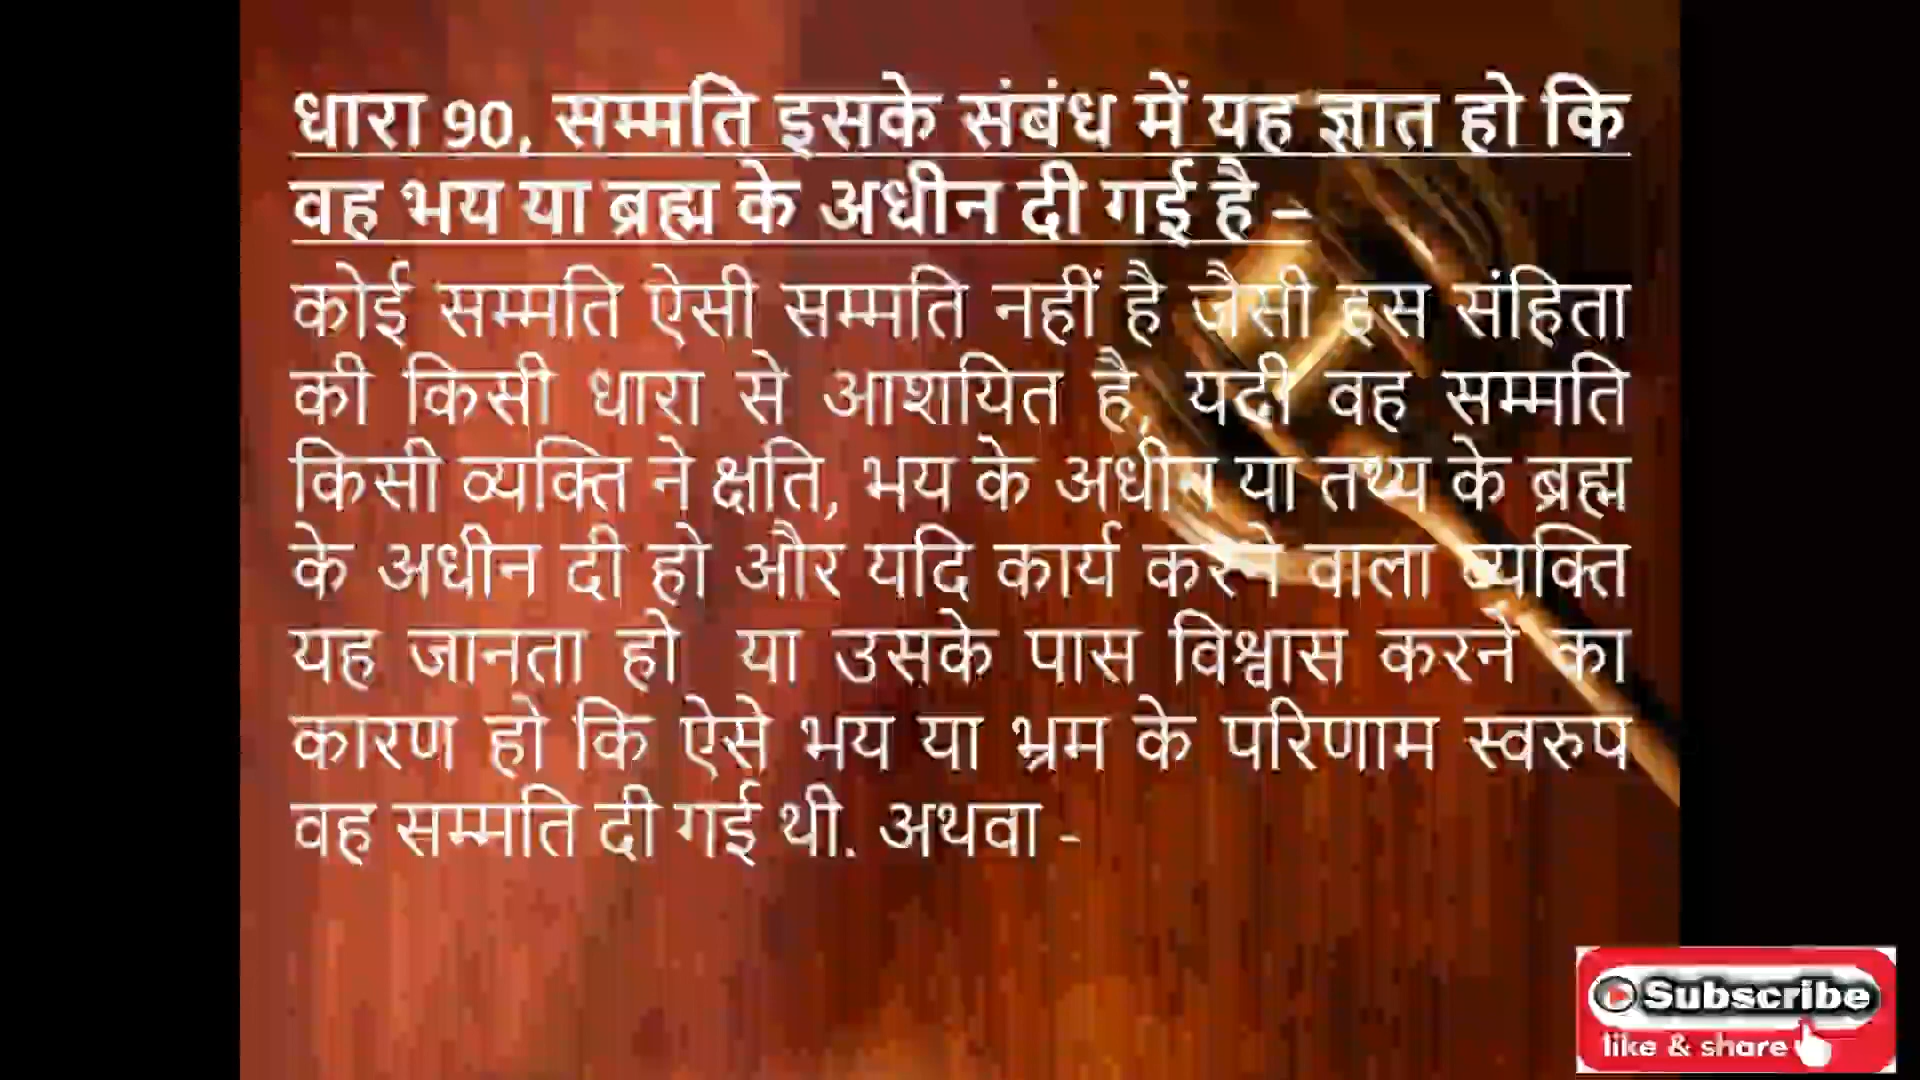 धारा 90, सम्मति इसके संबंध में यह ज्ञात हो कि
वह भय या ब्रह्म के अधीन दी गई है –
कोई सम्मति ऐसी सम्मति नहीं है जैसी इस संहिता
की किसी धारा से आशयित है, यदी वह सम्मति
किसी व्यक्ति ने क्षति, भय के अधीन या तथ्य के ब्रह्म
के अधीन दी हो और यदि कार्य करने वाला व्यक्ति
यह जानता हो या उसके पास विश्वास करने का
कारण हो कि ऐसे भय या भ्रम के परिणाम स्वरुप
वह सम्मति दी गई थी. अथवा -
Subscribe
like & share